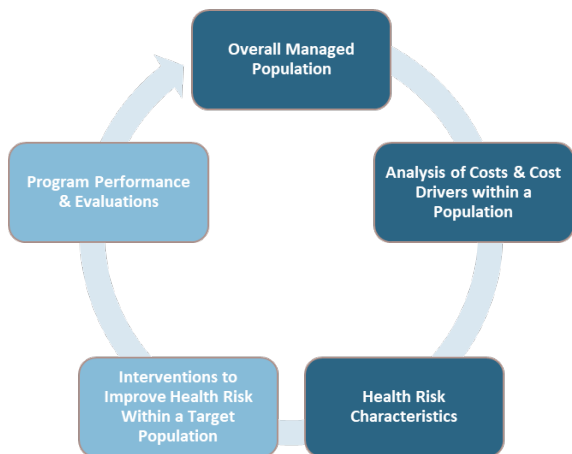 Overall Managed
Population
Analysis of Costs & Cost
Drivers within a
Population
Health Risk
Characteristics
Interventions to
Improve Health Risk
Within a Target
Population
Program Performance
& Evaluations